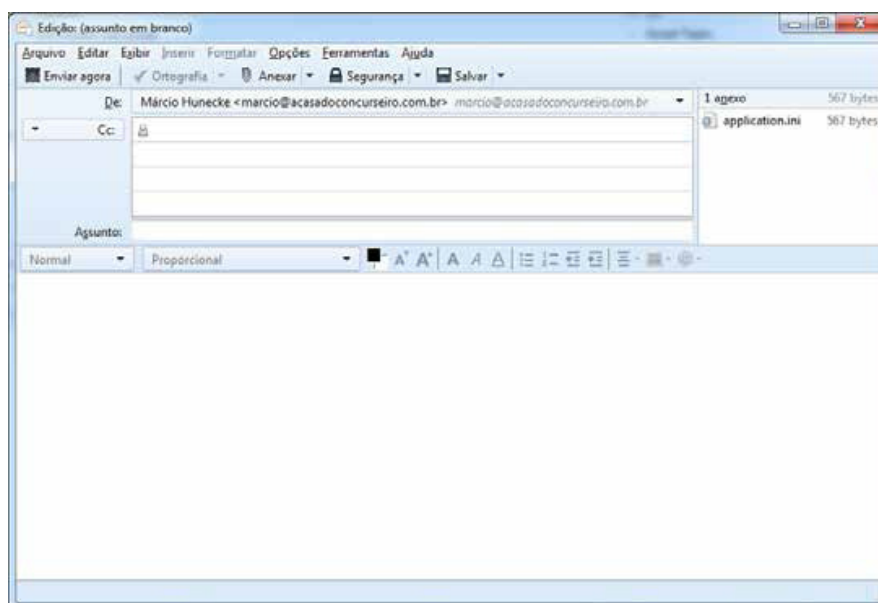 Edição: (assunto em branco)
Arquivo Editar Exibir Inserir Formatar Opções Ferramentas Ajuda
Enviar agora Ortografia Anexar Segurança Salvar
De: Márcio Hunecke <marcio@acasadoconcurseiro.com.br> marcio@acasadoconcurseiro.com.br 1 anexo 567 bytes
Cc: application.ini 567 bytes
Assunto:
Normal Proporcional